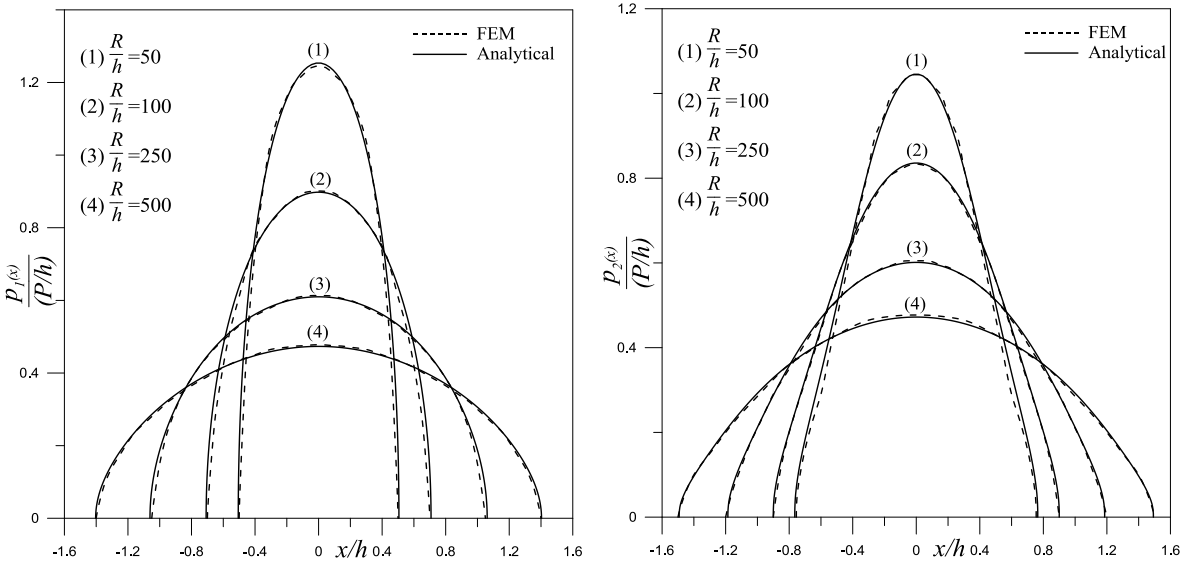 FEM
Analytical
(1) R/h =50
(2) R/h =100
(3) R/h =250
(4) R/h =500
(1)
(2)
(3)
(4)
1.2
0.8
0.4
0
p₁(x)/(P/h)
-1.6 -1.2 -0.8 -0.4 0 x/h 0.4 0.8 1.2 1.6
FEM
Analytical
(1) R/h =50
(2) R/h =100
(3) R/h =250
(4) R/h =500
(1)
(2)
(3)
(4)
1.2
0.8
0.4
0
p₂(x)/(P/h)
-1.6 -1.2 -0.8 -0.4 0 x/h 0.4 0.8 1.2 1.6